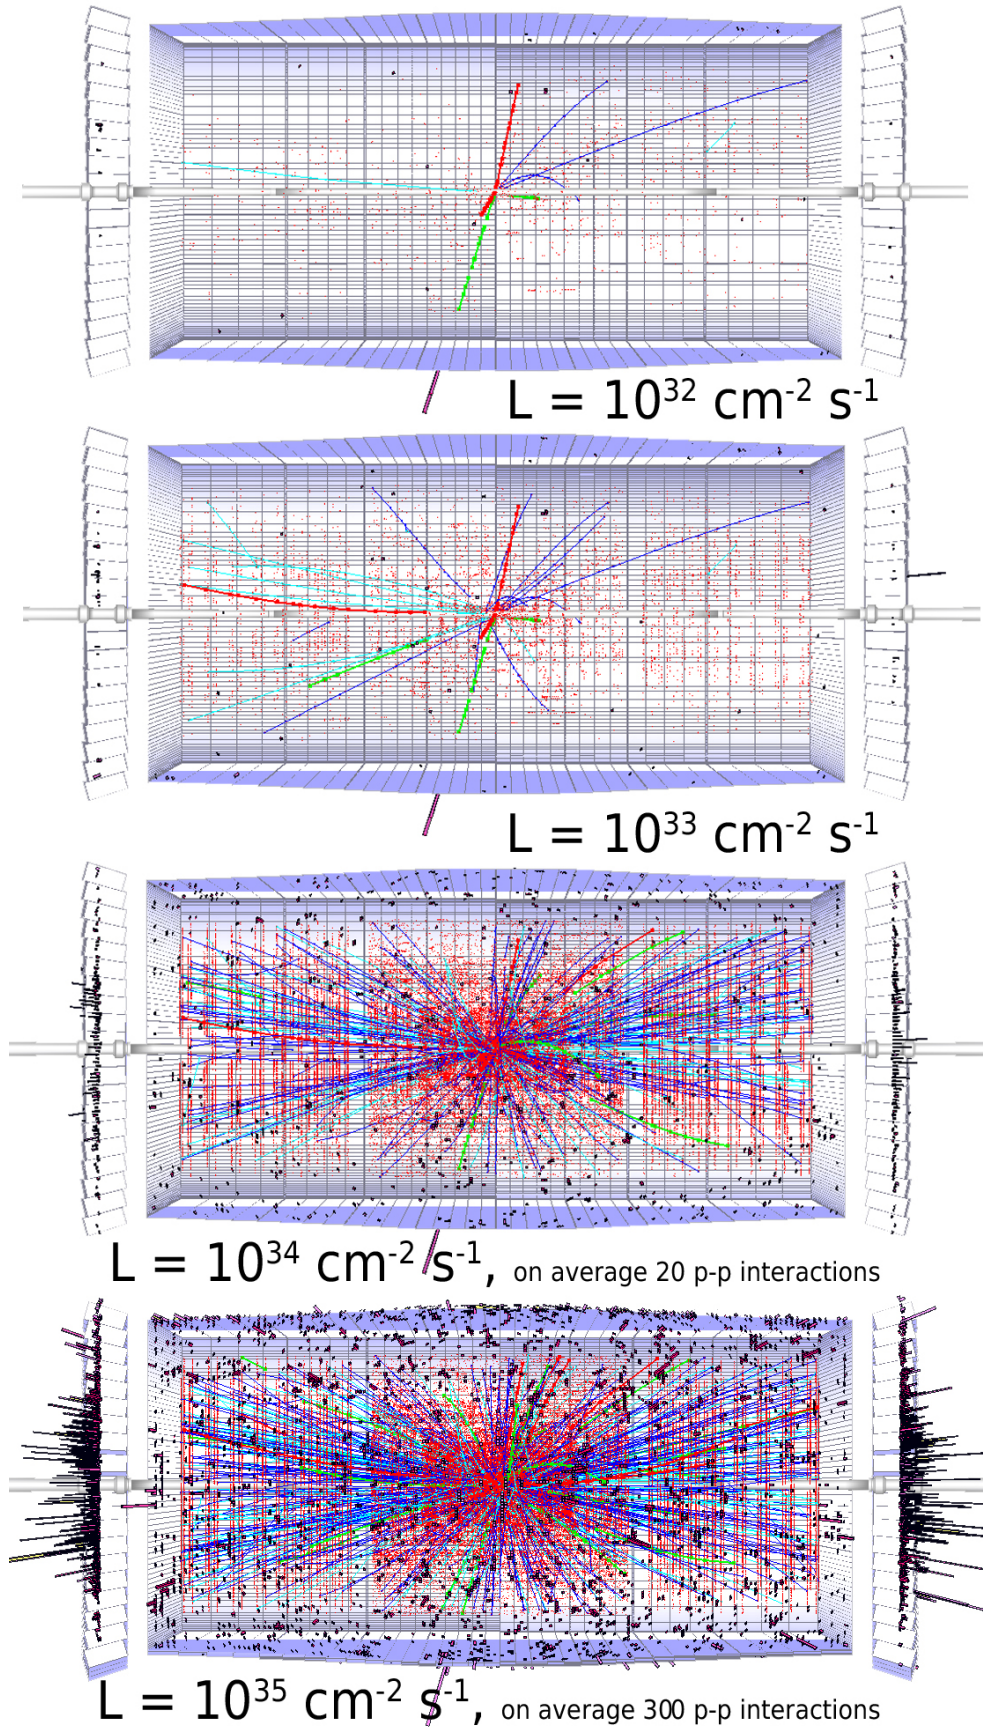 L = 10³² cm⁻² s⁻¹
L = 10³³ cm⁻² s⁻¹
L = 10³⁴ cm⁻² s⁻¹, on average 20 p-p interactions
L = 10³⁵ cm⁻² s⁻¹, on average 300 p-p interactions